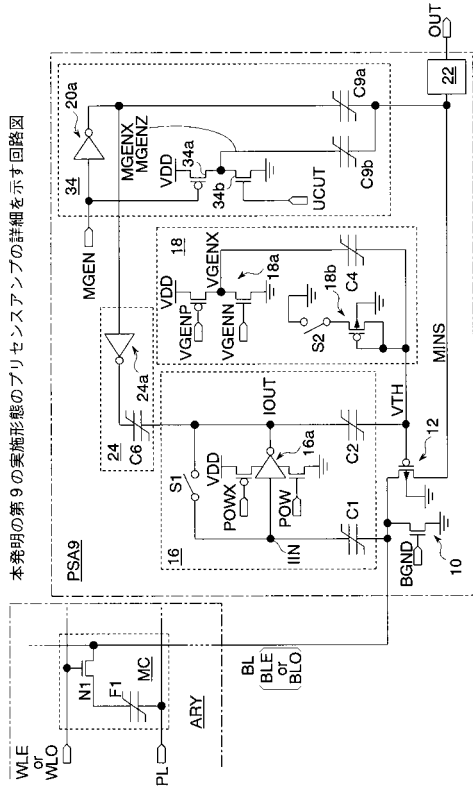 本発明の第９の実施形態のプリセンスアンプの詳細を示す回路図
WLE
or
WLO
PL
N1
F1
MC
ARY
BL
BLE
or
BLO
PSA9
16
S1
POWX
VDD
POW
16a
IIN
IOUT
C1
C2
BGND
10
12
24
24a
C6
MGEN
18
VDD
VGENP
VGENN
VGENX
18a
S2
18b
C4
VTH
MINS
34
20a
MGENX
MGENZ
VDD
34a
34b
UCUT
C9a
C9b
22
OUT